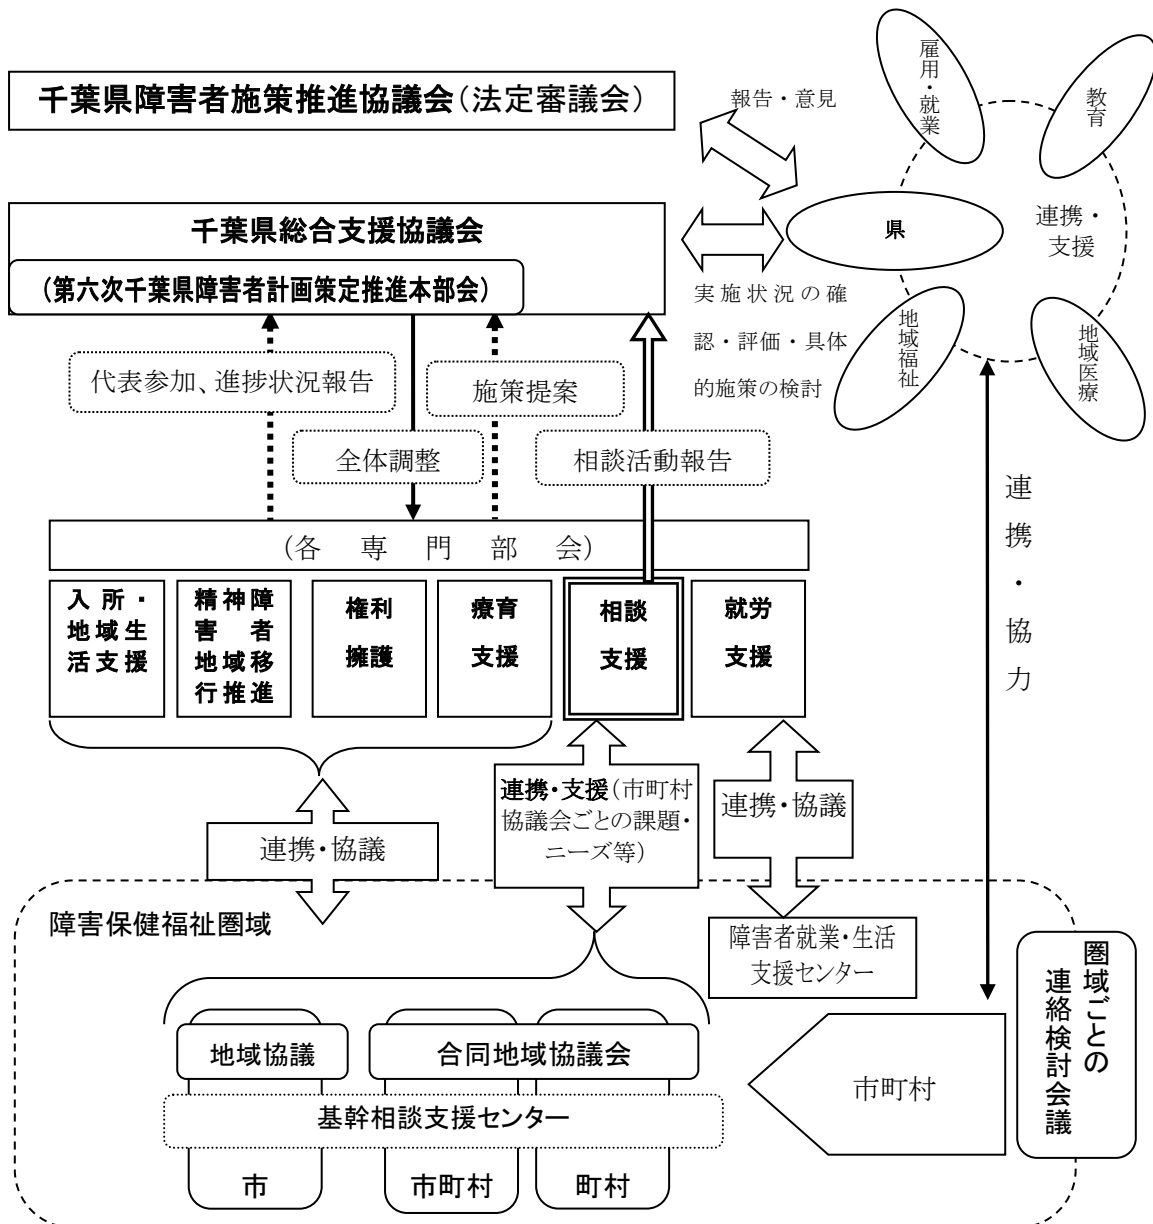 千葉県障害者施策推進協議会(法定審議会)
報告・意見
雇用・就業
教育
千葉県総合支援協議会
(第六次千葉県障害者計画策定推進本部会)
県
連携・
支援
実施状況の確
認・評価・具体
的施策の検討
地域福祉
地域医療
代表参加、進捗状況報告
施策提案
全体調整
相談活動報告
連携・協力
(各専門部会)
入所・
地域生
活支援
精神障
害者
地域移
行推進
権利
擁護
療育
支援
相談
支援
就労
支援
連携・協議
連携・支援(市町村
協議会ごとの課題・
ニーズ等)
連携・協議
障害保健福祉圏域
障害者就業・生活
支援センター
圏域ごとの
連絡検討会議
地域協議
合同地域協議会
市町村
基幹相談支援センター
市
市町村
町村